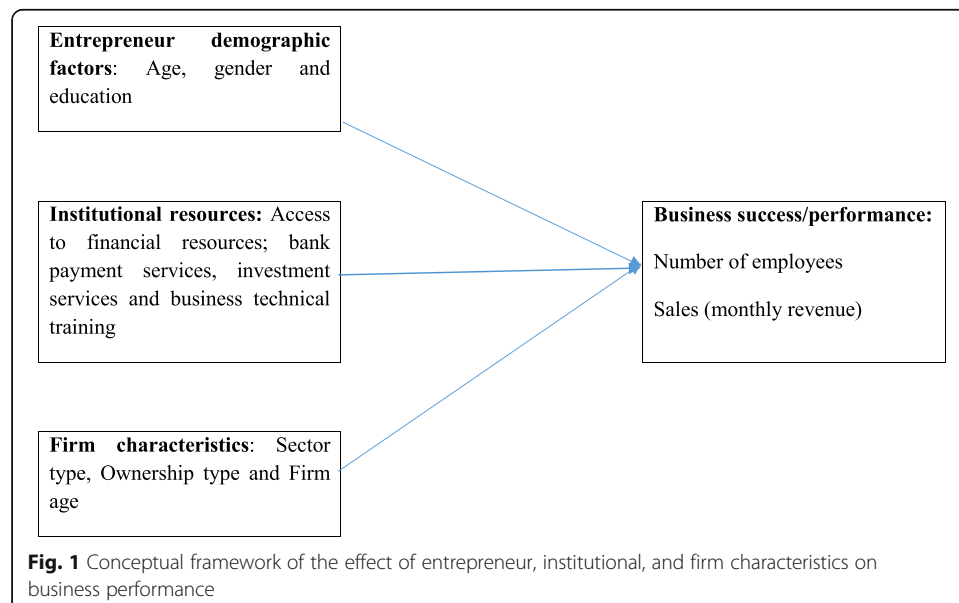 Entrepreneur demographic
factors: Age, gender and
education
Institutional resources: Access
to financial resources; bank
payment services, investment
services and business technical
training
Firm characteristics: Sector
type, Ownership type and Firm
age
Business success/performance:
Number of employees
Sales (monthly revenue)
Fig. 1 Conceptual framework of the effect of entrepreneur, institutional, and firm characteristics on
business performance